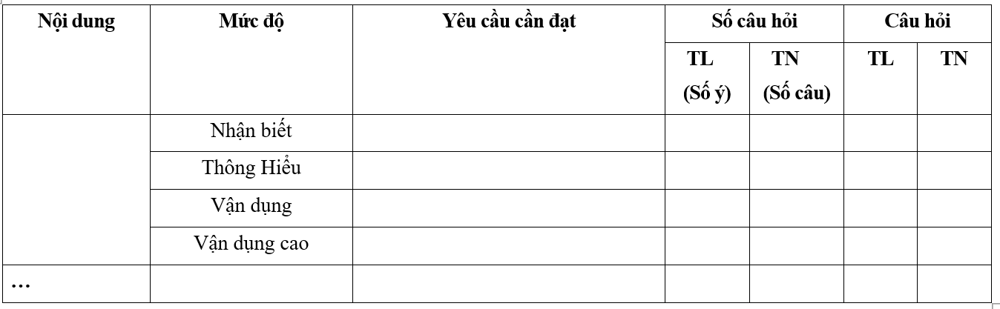 Nội dung Mức độ Yêu cầu cần đạt Số câu hỏi Câu hỏi
TL TN TL TN
(Số ý) (Số câu)
Nhận biết
Thông Hiểu
Vận dụng
Vận dụng cao
…